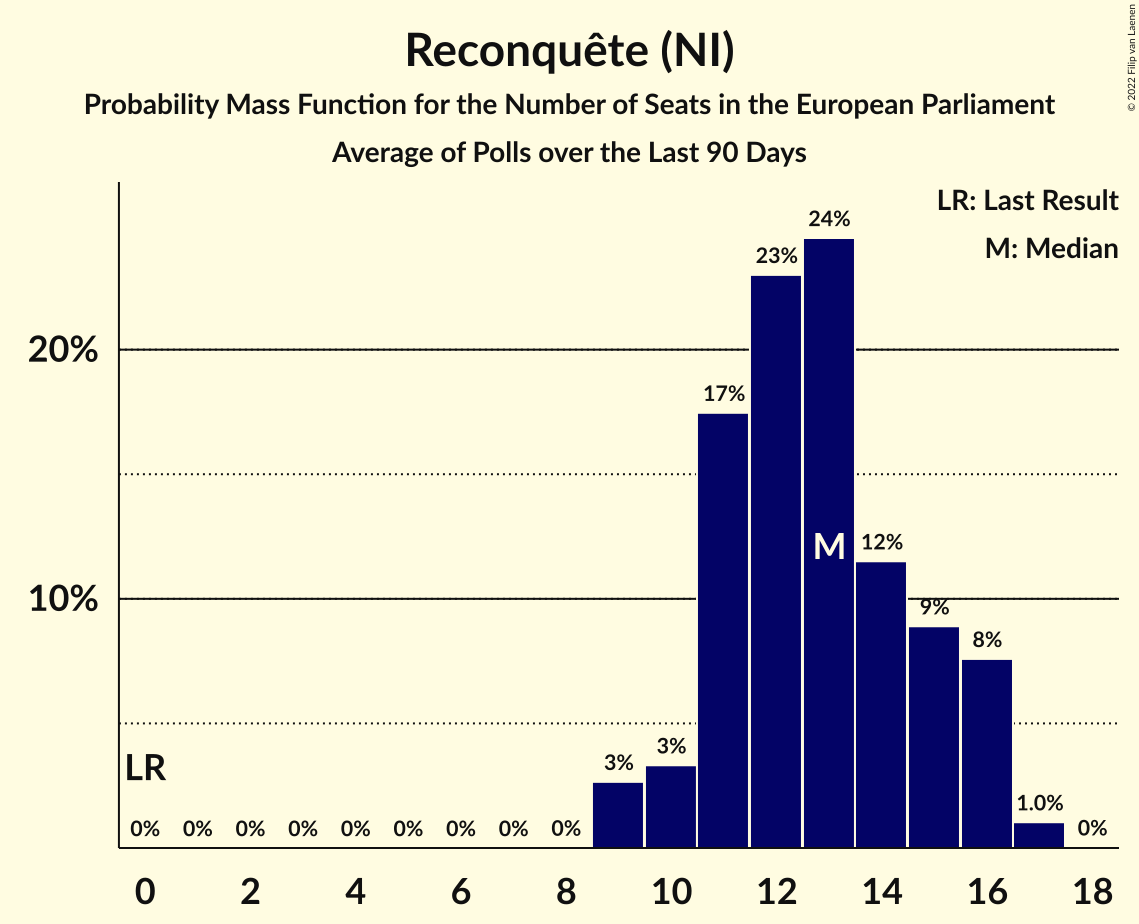 Reconquête (NI)
Probability Mass Function for the Number of Seats in the European Parliament
Average of Polls over the Last 90 Days
© 2022 Filip van Laenen
LR: Last Result
M: Median
20%
10%
LR
M
0% 0% 0% 0% 0% 0% 0% 0% 0% 3% 3% 17% 23% 24% 12% 9% 8% 1.0% 0%
0 2 4 6 8 10 12 14 16 18